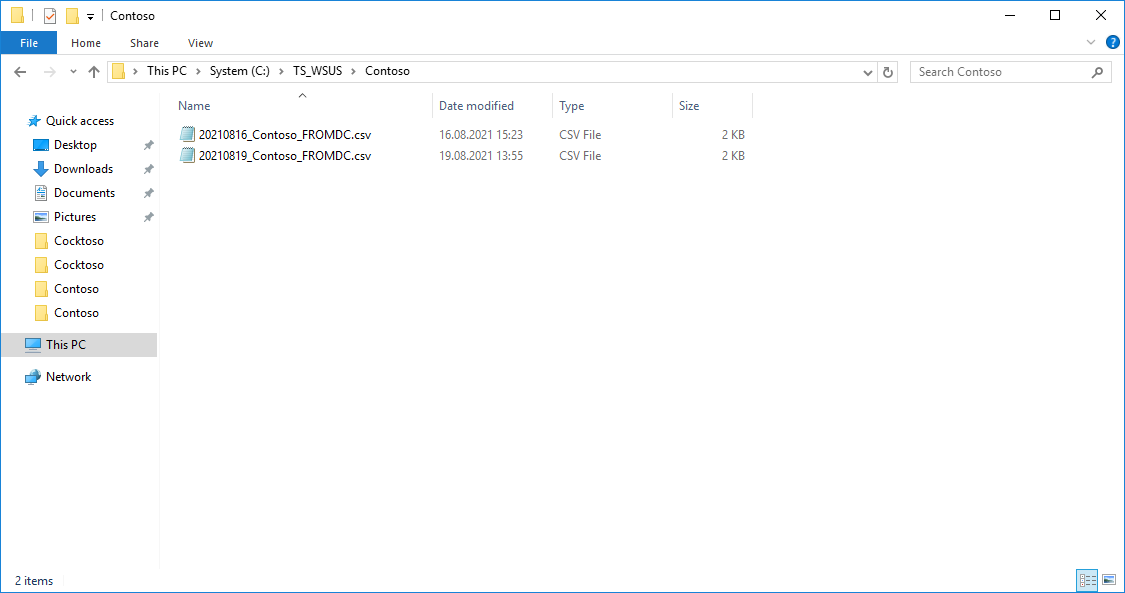 Contoso
File Home Share View
This PC System (C:) TS_WSUS Contoso Search Contoso
Name Date modified Type Size
20210816_Contoso_FROMDC.csv 16.08.2021 15:23 CSV File 2 KB
20210819_Contoso_FROMDC.csv 19.08.2021 13:55 CSV File 2 KB
Quick access
Desktop
Downloads
Documents
Pictures
Cocktoso
Cocktoso
Contoso
Contoso
This PC
Network
2 items